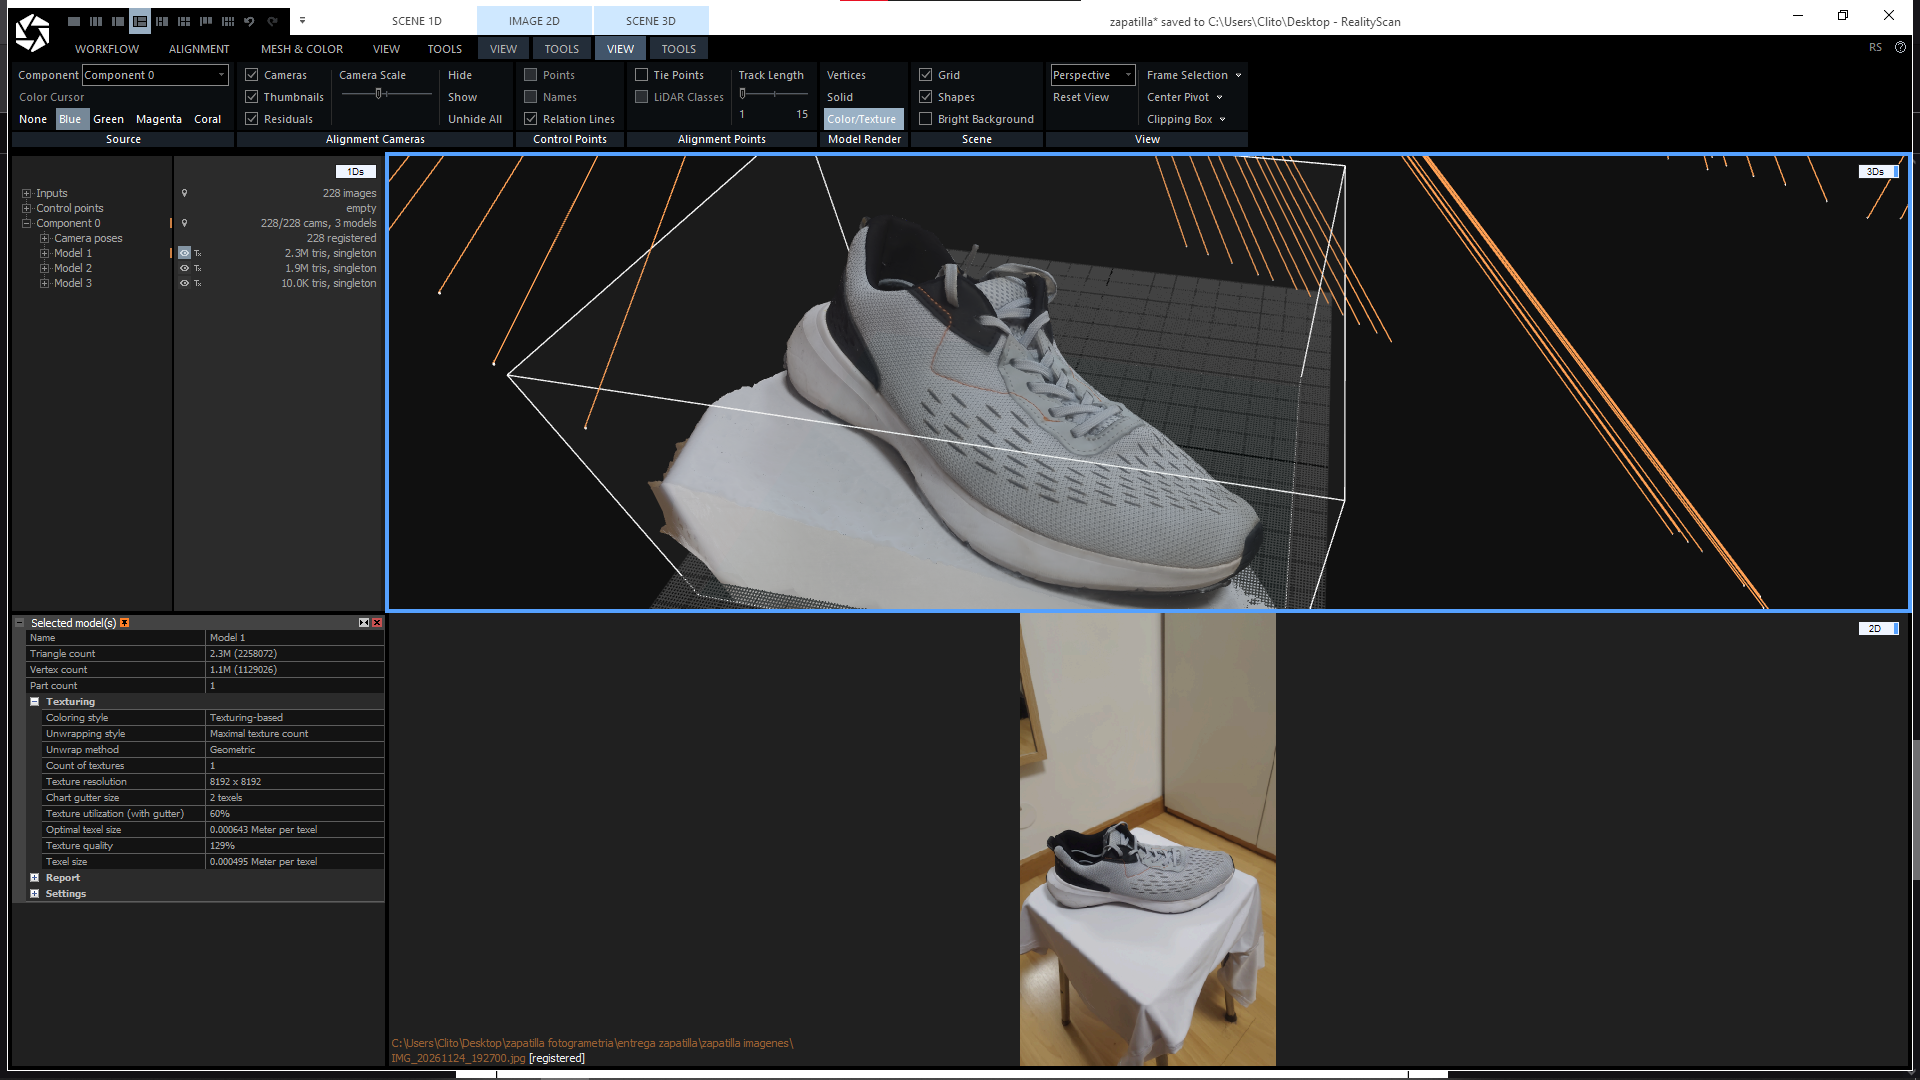 SCENE 1D
IMAGE 2D
SCENE 3D
zapatilla* saved to C:\Users\Clito\Desktop - RealityScan
WORKFLOW
ALIGNMENT
MESH & COLOR
VIEW
TOOLS
VIEW
TOOLS
VIEW
TOOLS
RS
Component Component 0
Color Cursor
None Blue Green Magenta Coral
Source
Cameras
Thumbnails
Residuals
Camera Scale
Hide
Show
Unhide All
Alignment Cameras
Points
Names
Relation Lines
Control Points
Tie Points
LiDAR Classes
Track Length
1 15
Alignment Points
Vertices
Solid
Color/Texture
Model Render
Grid
Shapes
Bright Background
Scene
Perspective
Reset View
Frame Selection
Center Pivot
Clipping Box
View
1Ds
Inputs 228 images
Control points empty
Component 0 228/228 cams, 3 models
Camera poses 228 registered
Model 1 Tx 2.3M tris, singleton
Model 2 Tx 1.9M tris, singleton
Model 3 Tx 10.0K tris, singleton
3Ds
Selected model(s)
Name Model 1
Triangle count 2.3M (2258072)
Vertex count 1.1M (1129026)
Part count 1
Texturing
Coloring style Texturing-based
Unwrapping style Maximal texture count
Unwrap method Geometric
Count of textures 1
Texture resolution 8192 x 8192
Chart gutter size 2 texels
Texture utilization (with gutter) 60%
Optimal texel size 0.000643 Meter per texel
Texture quality 129%
Texel size 0.000495 Meter per texel
Report
Settings
2D
C:\Users\Clito\Desktop\zapatilla fotogrametria\entrega zapatilla\zapatilla imagenes\
IMG_20261124_192700.jpg [registered]